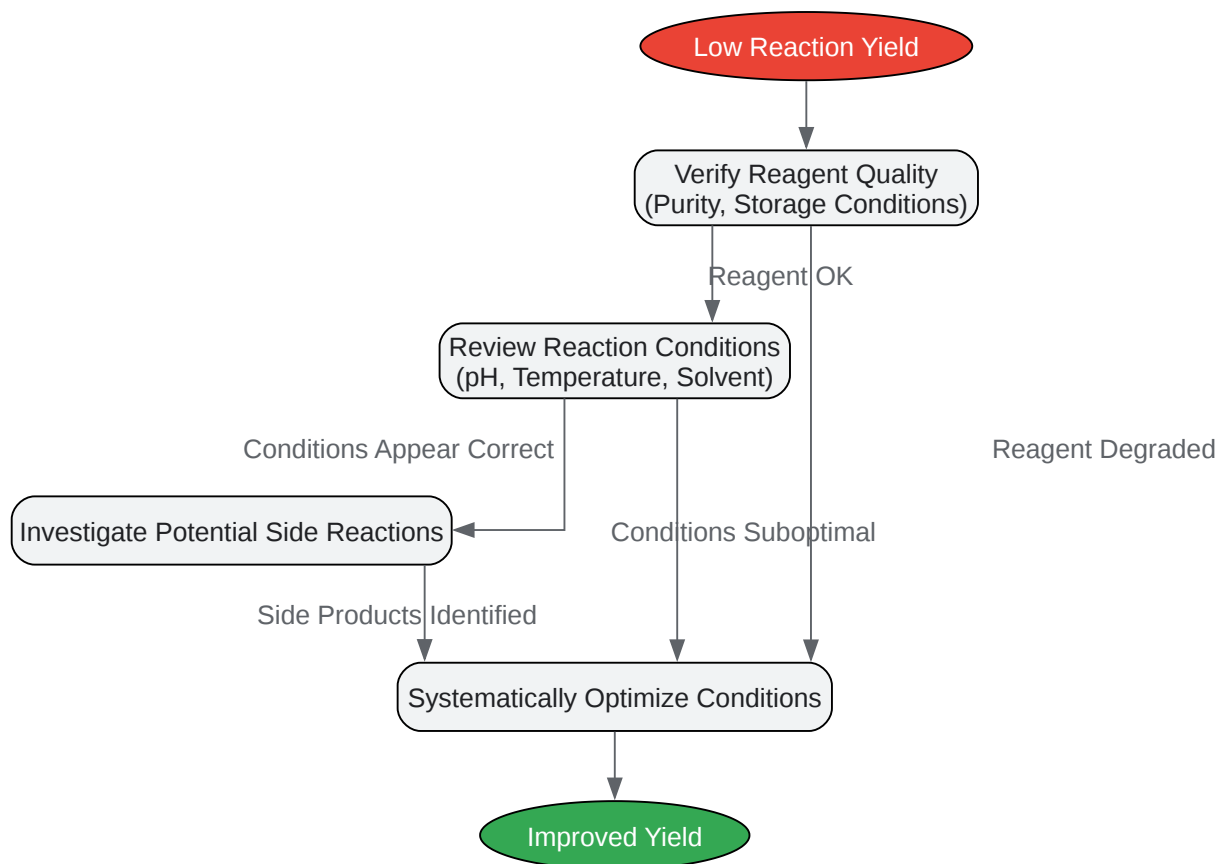 Low Reaction Yield
Verify Reagent Quality
(Purity, Storage Conditions)
Reagent OK
Review Reaction Conditions
(pH, Temperature, Solvent)
Conditions Appear Correct
Reagent Degraded
Investigate Potential Side Reactions
Conditions Suboptimal
Side Products Identified
Systematically Optimize Conditions
Improved Yield